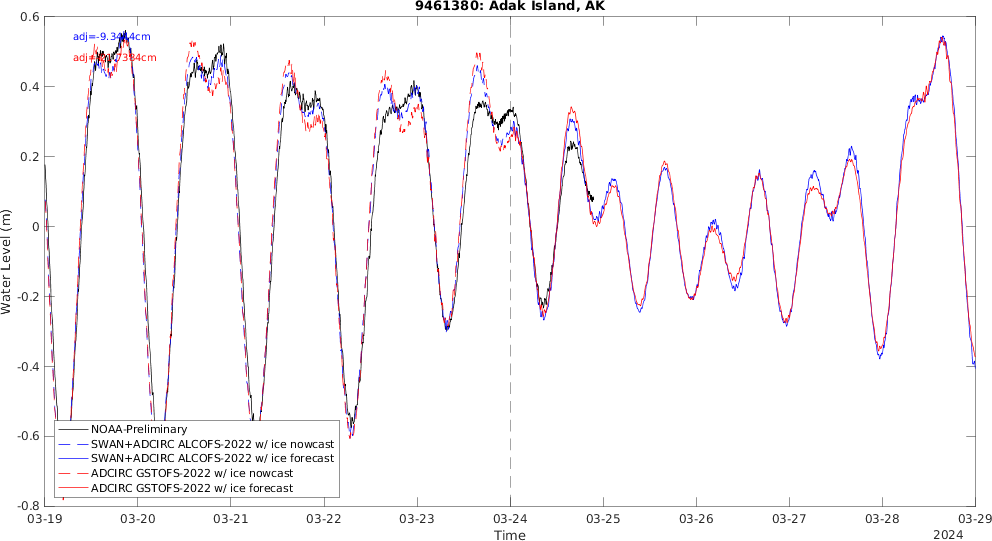 9461380: Adak Island, AK
0.6
0.4
0.2
0
-0.2
-0.4
-0.6
-0.8
Water Level (m)
NOAA-Preliminary
SWAN+ADCIRC ALCOFS-2022 w/ ice nowcast
SWAN+ADCIRC ALCOFS-2022 w/ ice forecast
ADCIRC GSTOFS-2022 w/ ice nowcast
ADCIRC GSTOFS-2022 w/ ice forecast
03-19 03-20 03-21 03-22 03-23 03-24 03-25 03-26 03-27 03-28 03-29
Time
2024